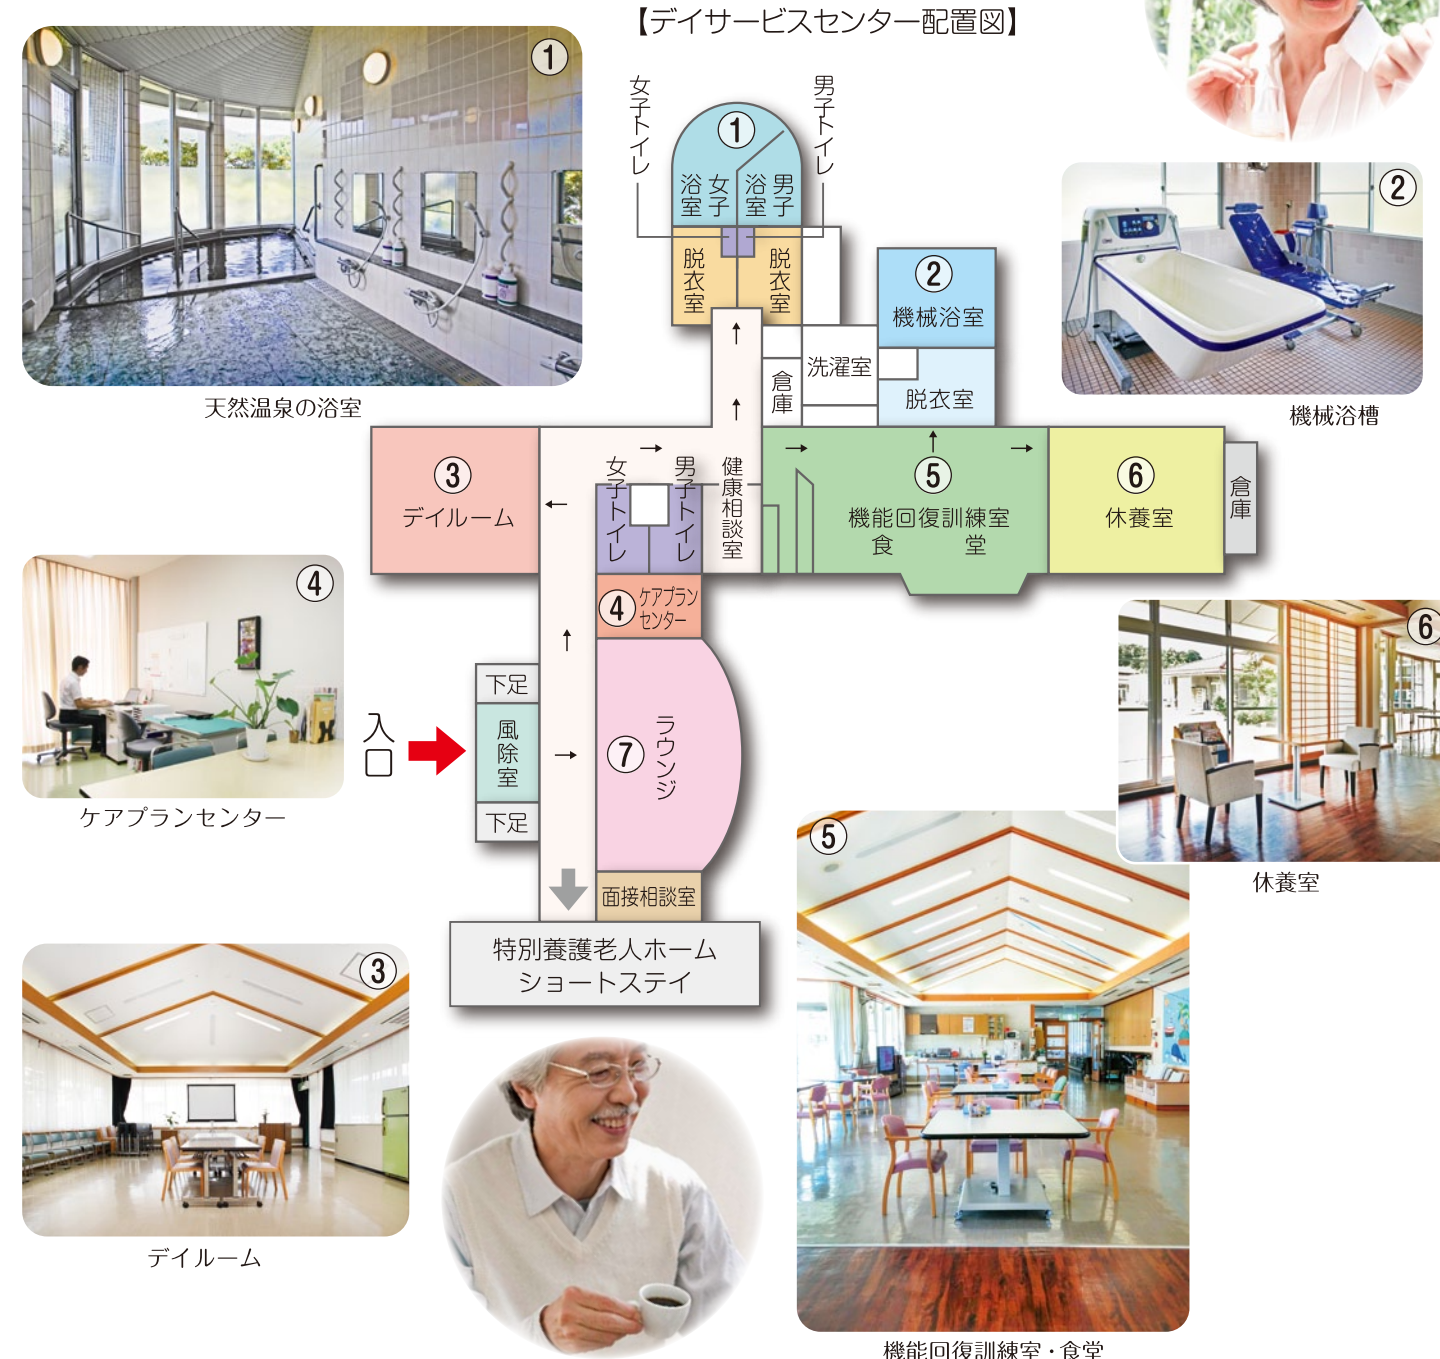 【デイサービスセンター配置図】
①
天然温泉の浴室
女子トイレ
男子トイレ
①
浴室
女子
浴室
男子
脱衣室
脱衣室
②
機械浴室
脱衣室
洗濯室
倉庫
②
機械浴槽
③
デイルーム
女子トイレ
男子トイレ
健康相談室
⑤
機能回復訓練室
食堂
⑥
休養室
倉庫
④
ケアプランセンター
④
ケアプラン
センター
下足
風除室
下足
入口
⑦
ラウンジ
面接相談室
特別養護老人ホーム
ショートステイ
⑥
休養室
③
デイルーム
⑤
機能回復訓練室・食堂